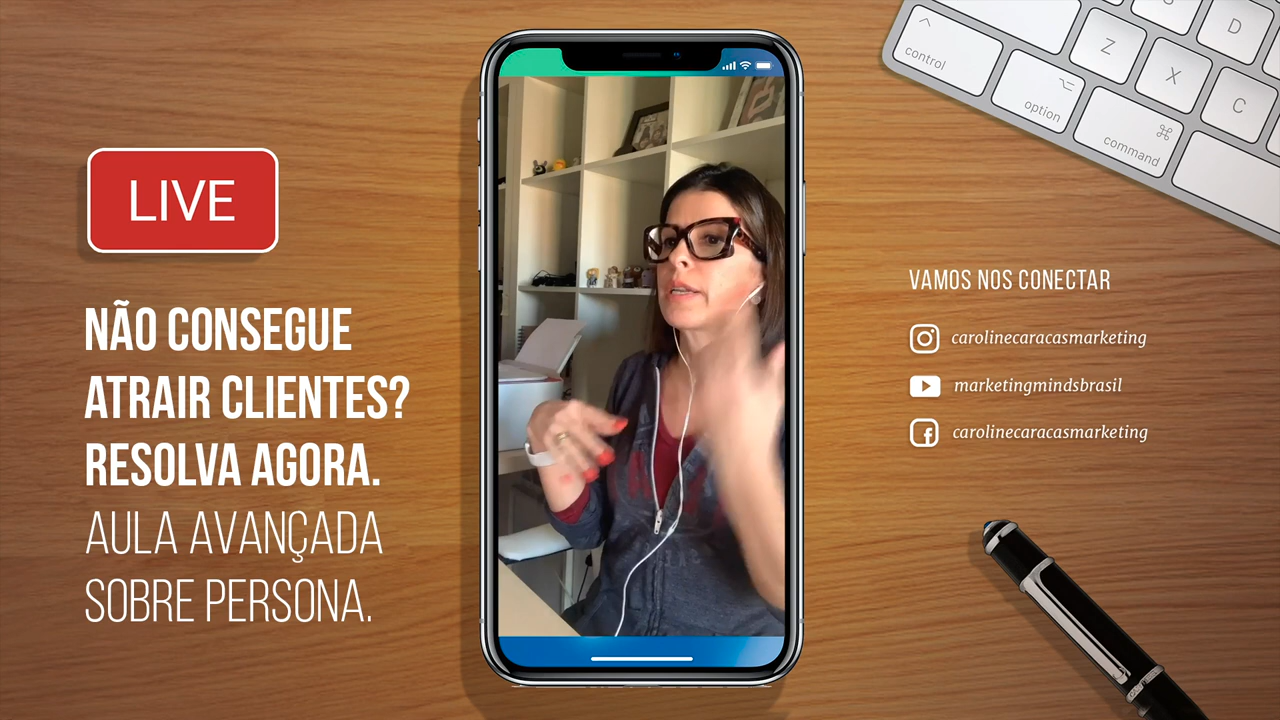 LIVE
NÃO CONSEGUE
ATRAIR CLIENTES?
RESOLVA AGORA.
AULA AVANÇADA
SOBRE PERSONA.
VAMOS NOS CONECTAR
carolinecaracasmarketing
marketingmindsbrasil
carolinecaracasmarketing
control
option
command
S
D
Z
X
C